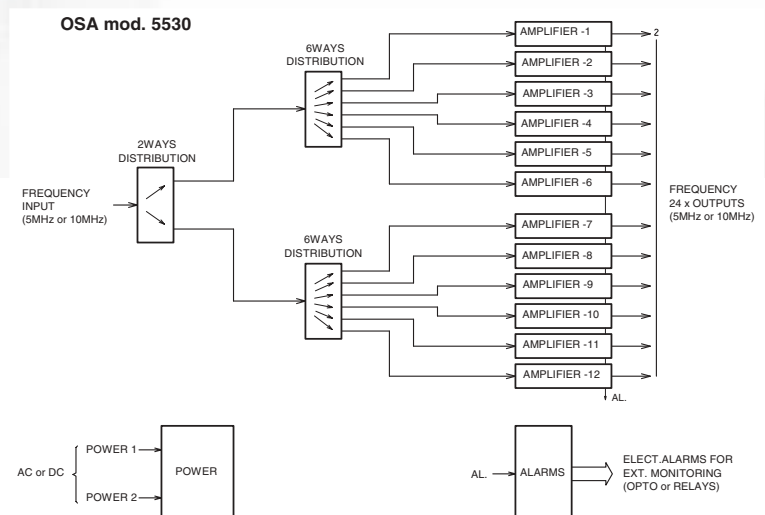 OSA mod. 5530
6WAYS
DISTRIBUTION
AMPLIFIER -1
2
AMPLIFIER -2
AMPLIFIER -3
AMPLIFIER -4
AMPLIFIER -5
AMPLIFIER -6
2WAYS
DISTRIBUTION
FREQUENCY
INPUT
(5MHz or 10MHz)
FREQUENCY
24 x OUTPUTS
(5MHz or 10MHz)
6WAYS
DISTRIBUTION
AMPLIFIER -7
AMPLIFIER -8
AMPLIFIER -9
AMPLIFIER -10
AMPLIFIER -11
AMPLIFIER -12
AL.
AC or DC
POWER 1
POWER 2
POWER
AL.
ALARMS
ELECT.ALARMS FOR
EXT. MONITORING
(OPTO or RELAYS)